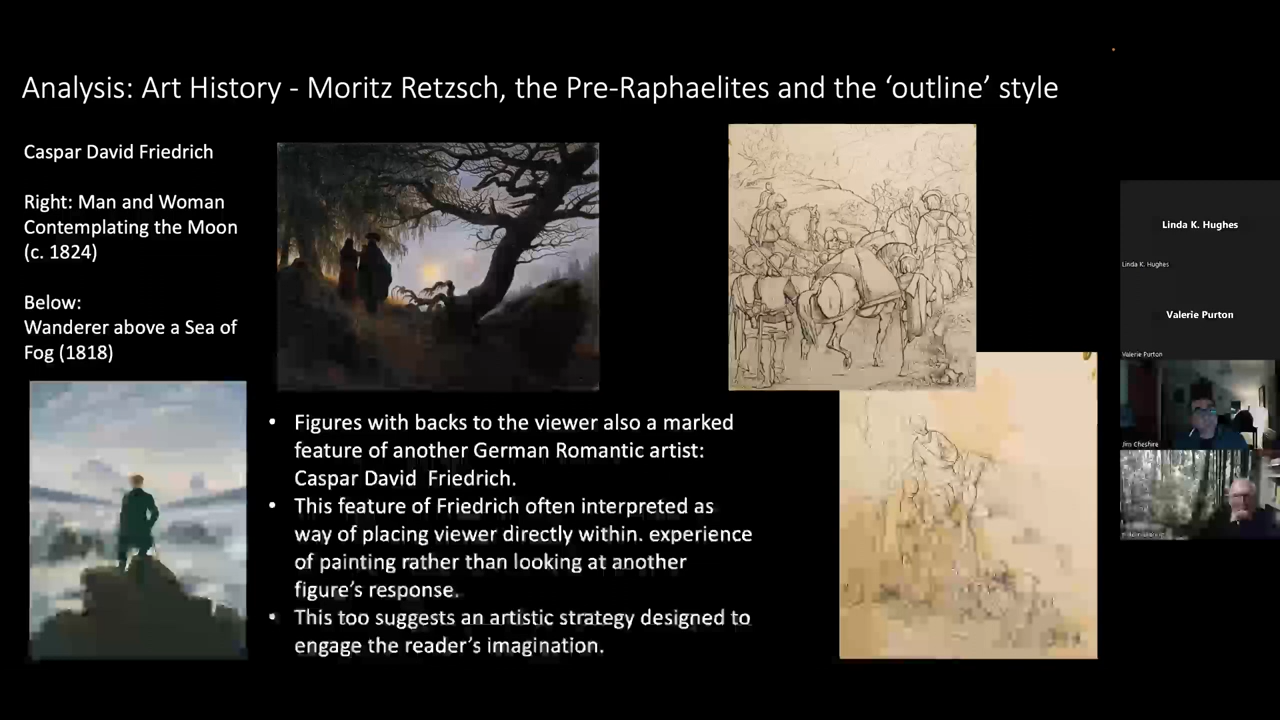 Analysis: Art History - Moritz Retzsch, the Pre-Raphaelites and the ‘outline’ style
Caspar David Friedrich
Right: Man and Woman
Contemplating the Moon
(c. 1824)
Below:
Wanderer above a Sea of
Fog (1818)
• Figures with backs to the viewer also a marked
feature of another German Romantic artist:
Caspar David  Friedrich.
• This feature of Friedrich often interpreted as
way of placing viewer directly within. experience
of painting rather than looking at another
figure’s response.
• This too suggests an artistic strategy designed to
engage the reader’s imagination.
Linda K. Hughes
Linda K. Hughes
Valerie Purton
Valerie Purton
Jim Cheshire